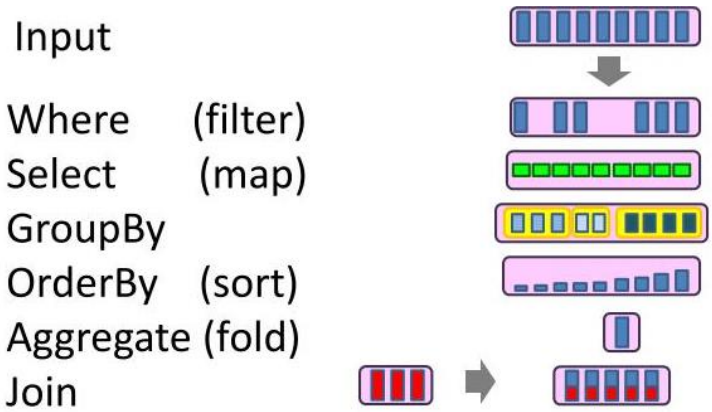 Input
Where (filter)
Select (map)
GroupBy
OrderBy (sort)
Aggregate (fold)
Join